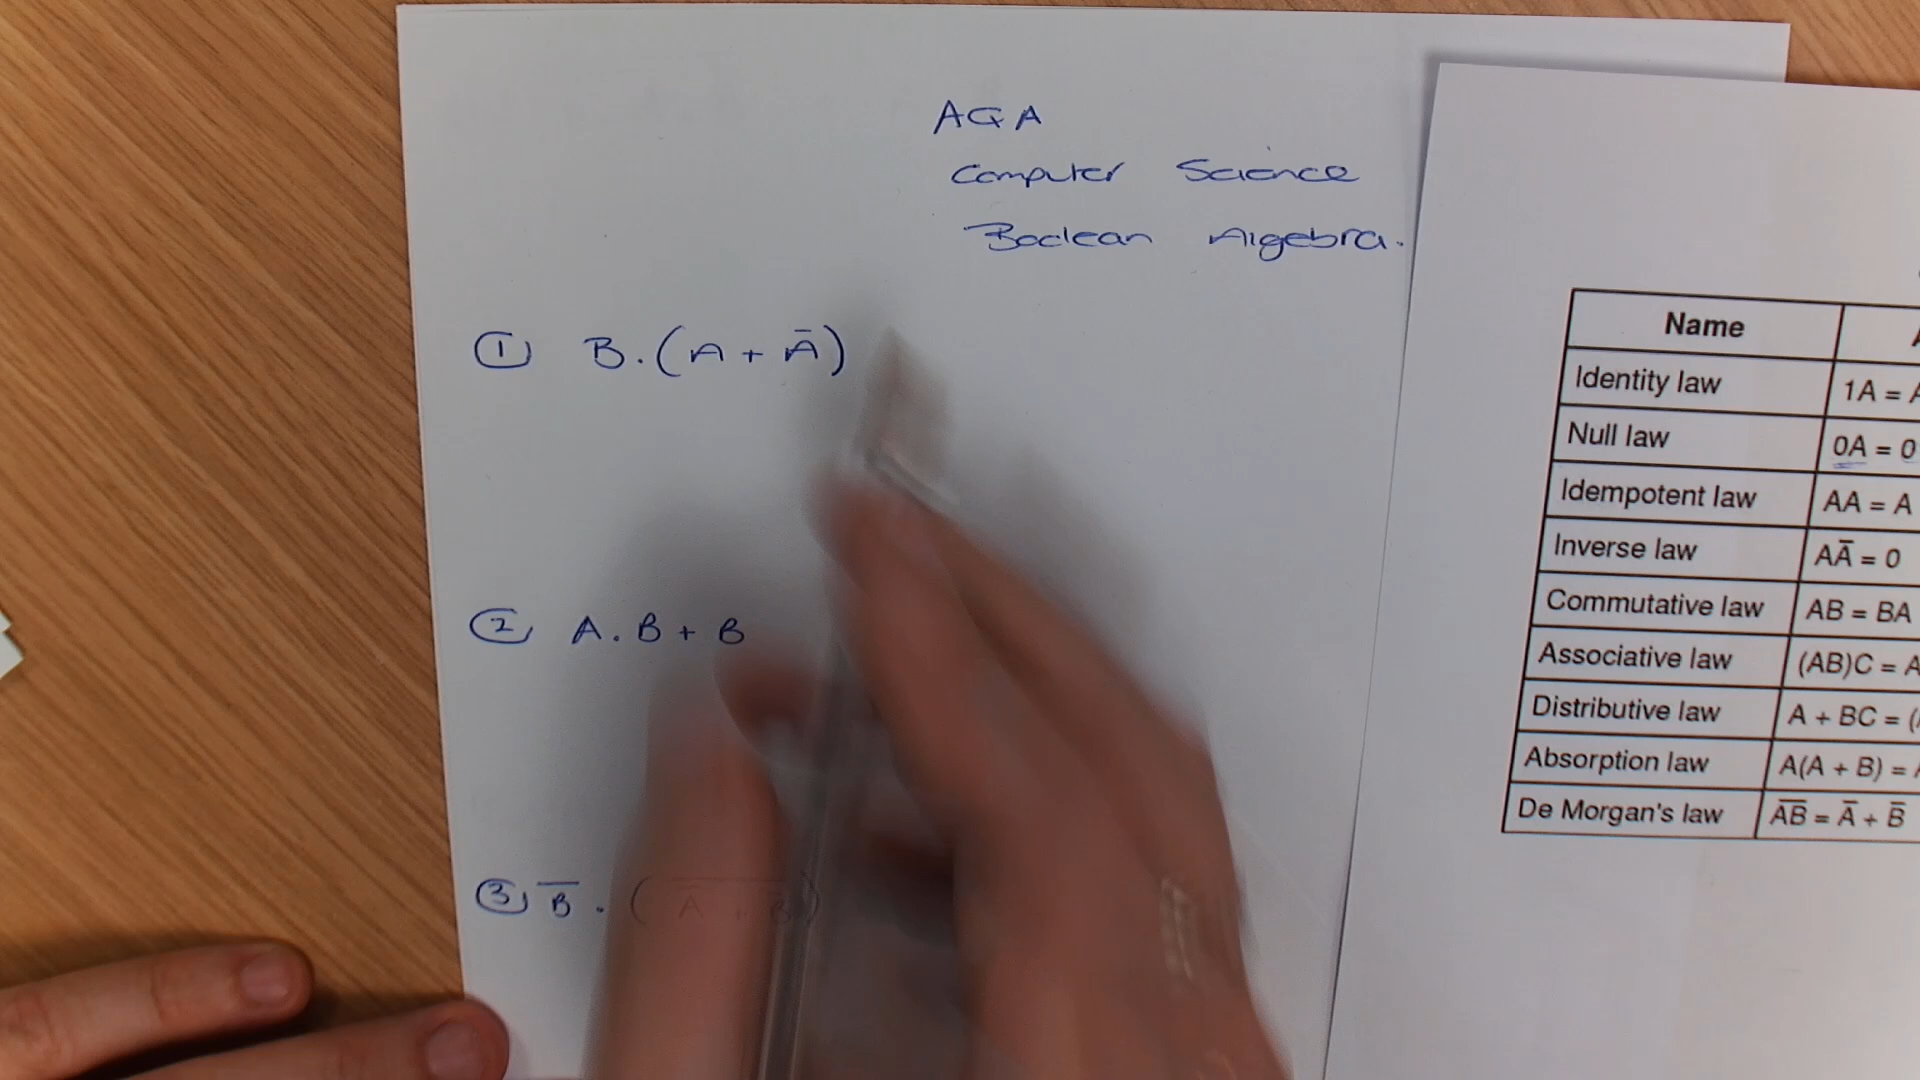 AQA
Computer Science
Boolean Algebra.
① B.(A + Ā)
② A.B + B
③ B̅ . (
Name
Identity law 1A = A
Null law 0A = 0
Idempotent law AA = A
Inverse law AĀ = 0
Commutative law AB = BA
Associative law (AB)C = A
Distributive law A + BC = (
Absorption law A(A + B) =
De Morgan's law A̅B̅ = Ā + B̅